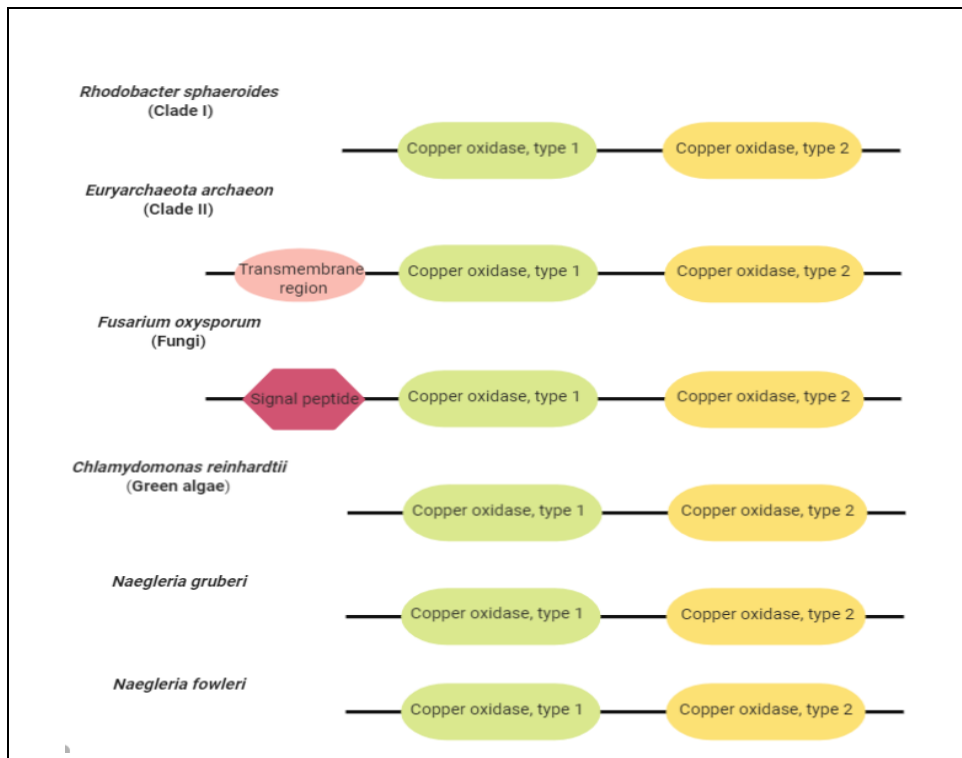 Rhodobacter sphaeroides
(Clade I)
Copper oxidase, type 1 Copper oxidase, type 2
Euryarchaeota archaeon
(Clade II)
Transmembrane
region
Copper oxidase, type 1 Copper oxidase, type 2
Fusarium oxysporum
(Fungi)
Signal peptide Copper oxidase, type 1 Copper oxidase, type 2
Chlamydomonas reinhardtii
(Green algae)
Copper oxidase, type 1 Copper oxidase, type 2
Naegleria gruberi
Copper oxidase, type 1 Copper oxidase, type 2
Naegleria fowleri
Copper oxidase, type 1 Copper oxidase, type 2